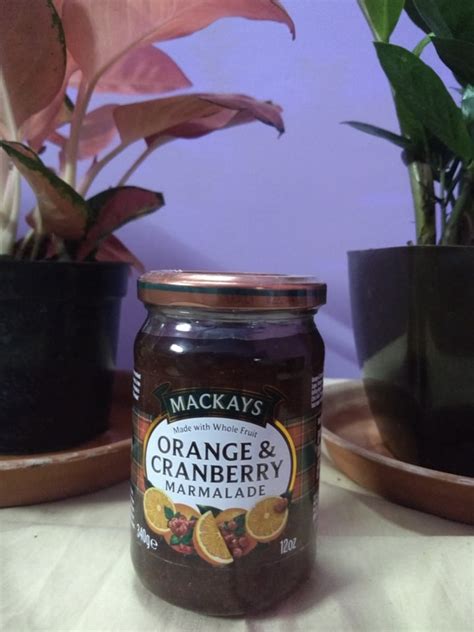 MACKAYS
Made with Whole Fruit
ORANGE &
CRANBERRY
MARMALADE
340g℮
12oz